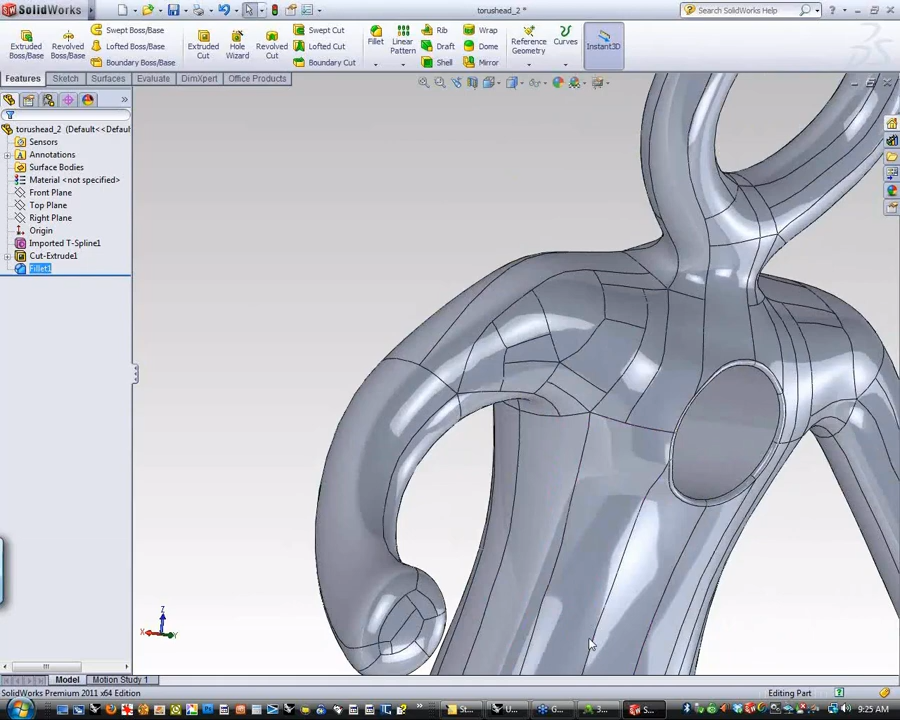 SolidWorks
torushead_2 *
Search SolidWorks Help
Extruded Boss/Base
Revolved Boss/Base
Swept Boss/Base
Lofted Boss/Base
Boundary Boss/Base
Extruded Cut
Hole Wizard
Revolved Cut
Swept Cut
Lofted Cut
Boundary Cut
Fillet
Linear Pattern
Rib
Draft
Shell
Wrap
Dome
Mirror
Reference Geometry
Curves
Instant3D
Features
Sketch
Surfaces
Evaluate
DimXpert
Office Products
torushead_2 (Default<<Defaul
Sensors
Annotations
Surface Bodies
Material <not specified>
Front Plane
Top Plane
Right Plane
Origin
Imported T-Spline1
Cut-Extrude1
Fillet1
Z
X
Y
Model
Motion Study 1
SolidWorks Premium 2011 x64 Edition
Editing Part
St...
U...
G...
3...
S...
9:25 AM